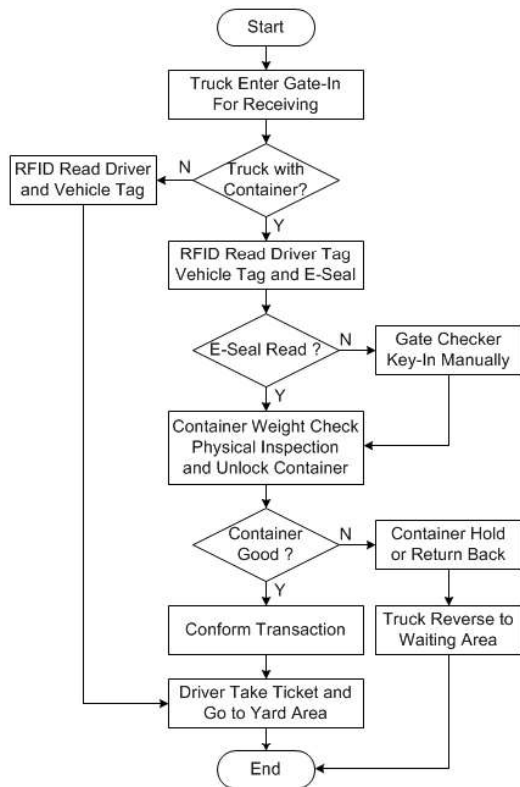 Start
Truck Enter Gate-In
For Receiving
Truck with
Container?
N
RFID Read Driver
and Vehicle Tag
Y
RFID Read Driver Tag
Vehicle Tag and E-Seal
E-Seal Read ?
N
Gate Checker
Key-In Manually
Y
Container Weight Check
Physical Inspection
and Unlock Container
Container
Good ?
N
Container Hold
or Return Back
Y
Conform Transaction
Truck Reverse to
Waiting Area
Driver Take Ticket and
Go to Yard Area
End